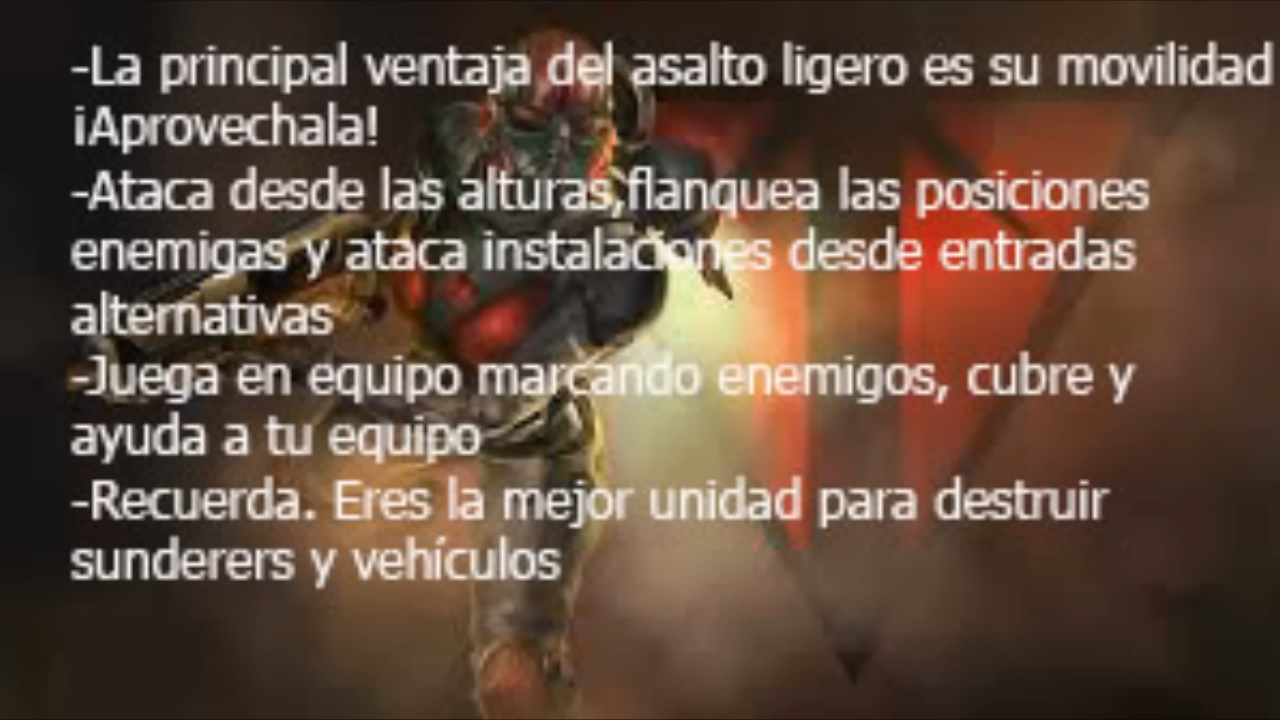 -La principal ventaja del asalto ligero es su movilidad
¡Aprovechala!
-Ataca desde las alturas,flanquea las posiciones
enemigas y ataca instalaciones desde entradas
alternativas
-Juega en equipo marcando enemigos, cubre y
ayuda a tu equipo
-Recuerda. Eres la mejor unidad para destruir
sunderers y vehículos